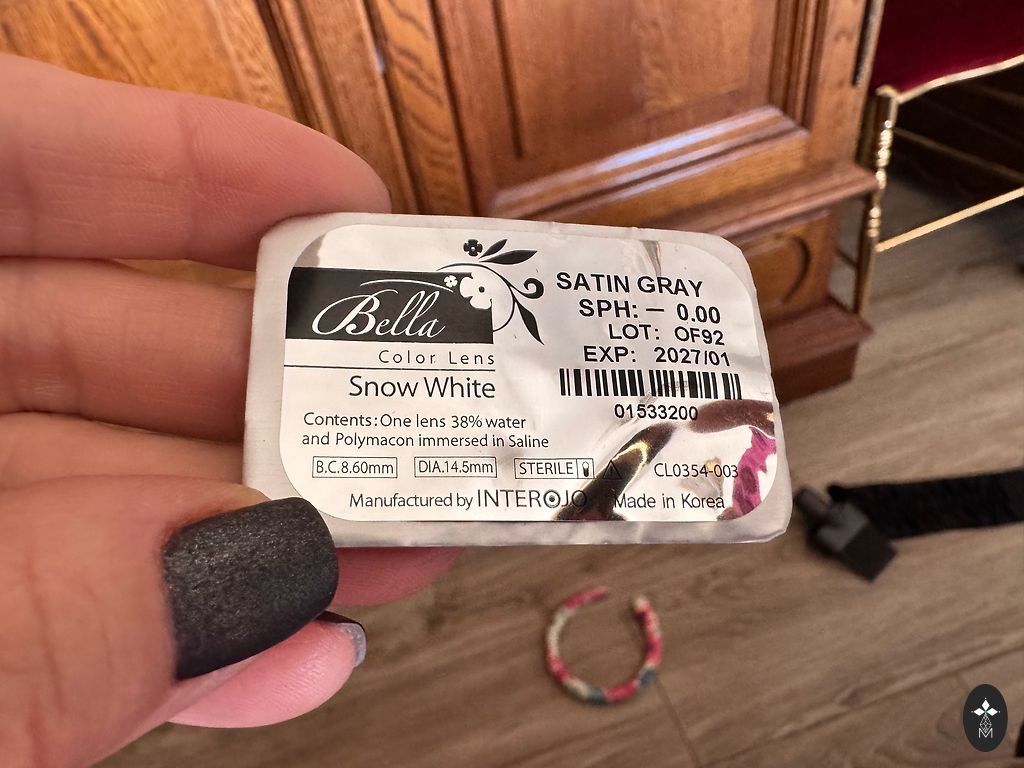 Bella
Color Lens
Snow White
Contents: One lens 38% water
and Polymacon immersed in Saline
B.C.8.60mm DIA.14.5mm STERILE
Manufactured by INTEROJO
SATIN GRAY
SPH: – 0.00
LOT: OF92
EXP: 2027/01
01533200
CL0354-003
Made in Korea
M